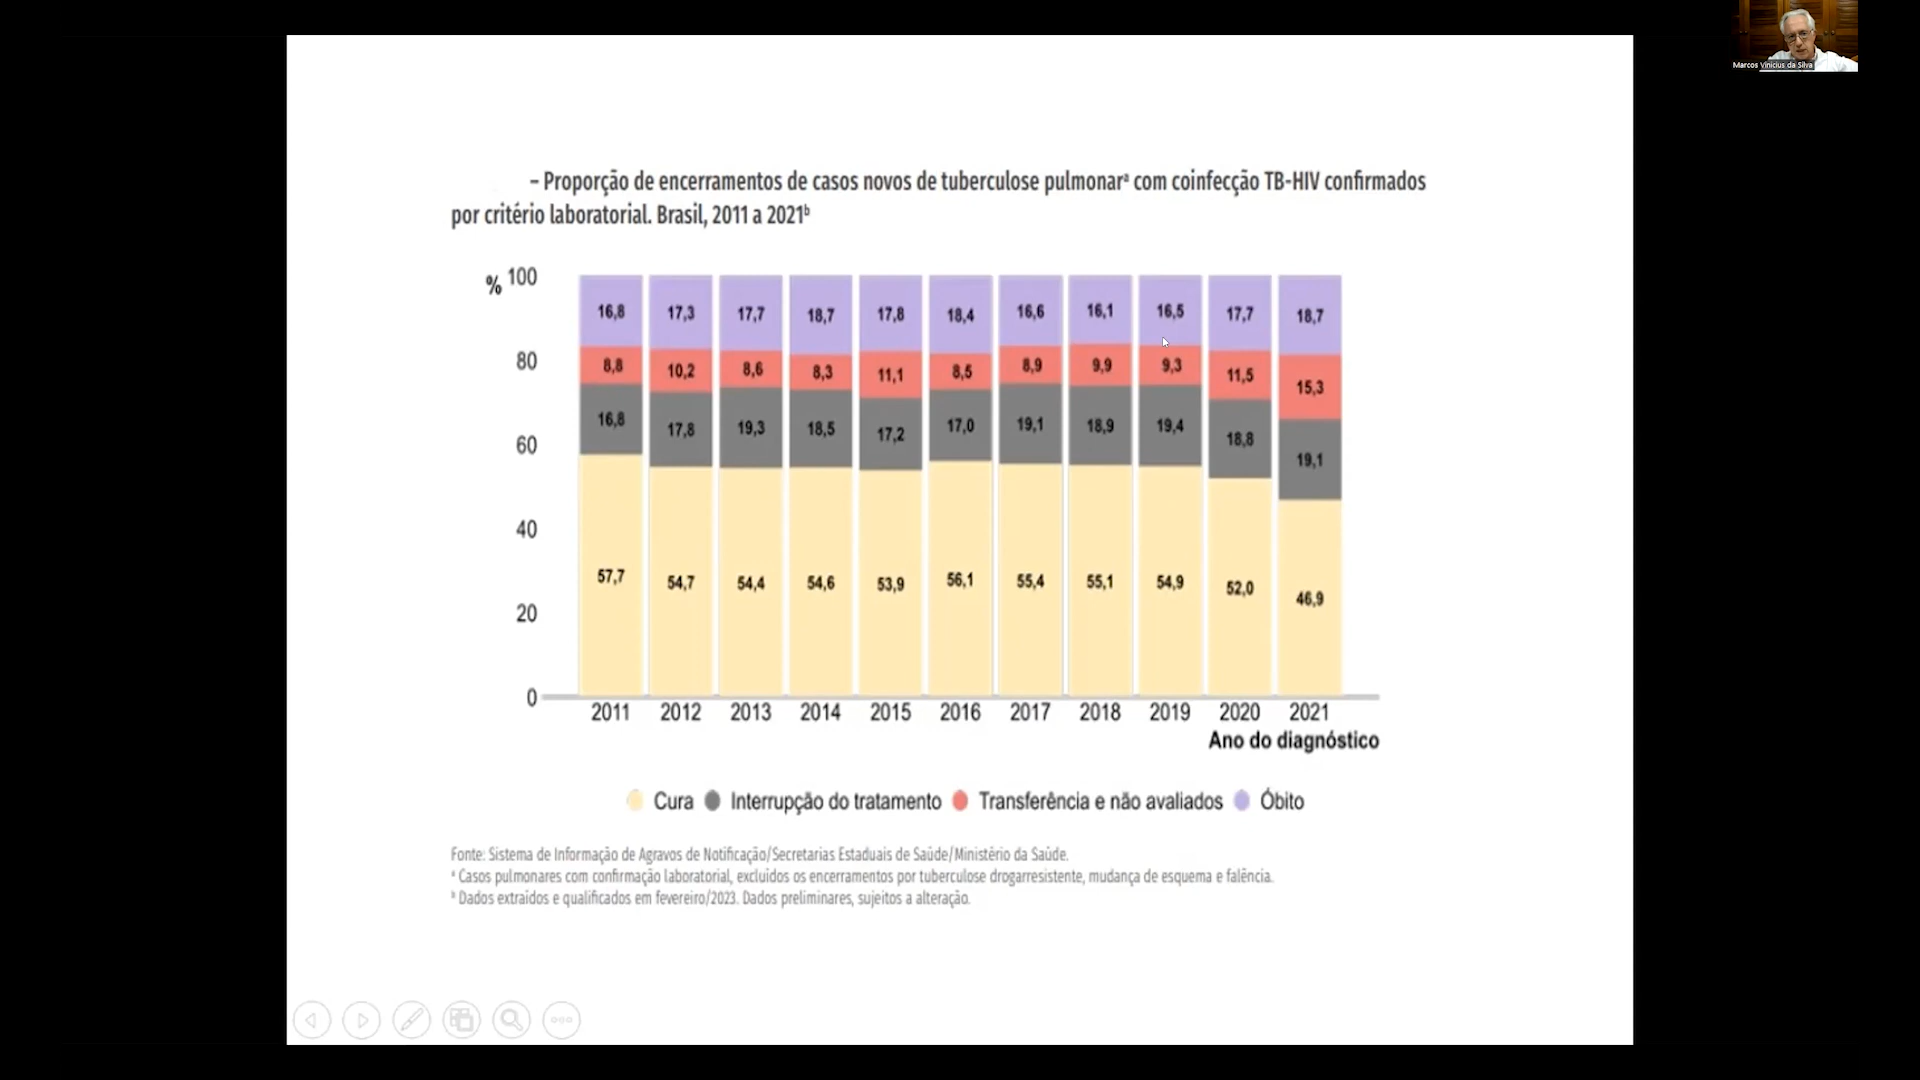 Marcos Vinicius da Silva
– Proporção de encerramentos de casos novos de tuberculose pulmonarª com coinfecção TB-HIV confirmados
por critério laboratorial. Brasil, 2011 a 2021ᵇ
% 100
80
60
40
20
0
16,8 17,3 17,7 18,7 17,8 18,4 16,6 16,1 16,5 17,7 18,7
8,8 10,2 8,6 8,3 11,1 8,5 8,9 9,9 9,3 11,5 15,3
16,8 17,8 19,3 18,5 17,2 17,0 19,1 18,9 19,4 18,8 19,1
57,7 54,7 54,4 54,6 53,9 56,1 55,4 55,1 54,9 52,0 46,9
2011 2012 2013 2014 2015 2016 2017 2018 2019 2020 2021
Ano do diagnóstico
Cura Interrupção do tratamento Transferência e não avaliados Óbito
Fonte: Sistema de Informação de Agravos de Notificação/Secretarias Estaduais de Saúde/Ministério da Saúde.
ª Casos pulmonares com confirmação laboratorial, excluídos os encerramentos por tuberculose drogarresistente, mudança de esquema e falência.
ᵇ Dados extraídos e qualificados em fevereiro/2023. Dados preliminares, sujeitos a alteração.